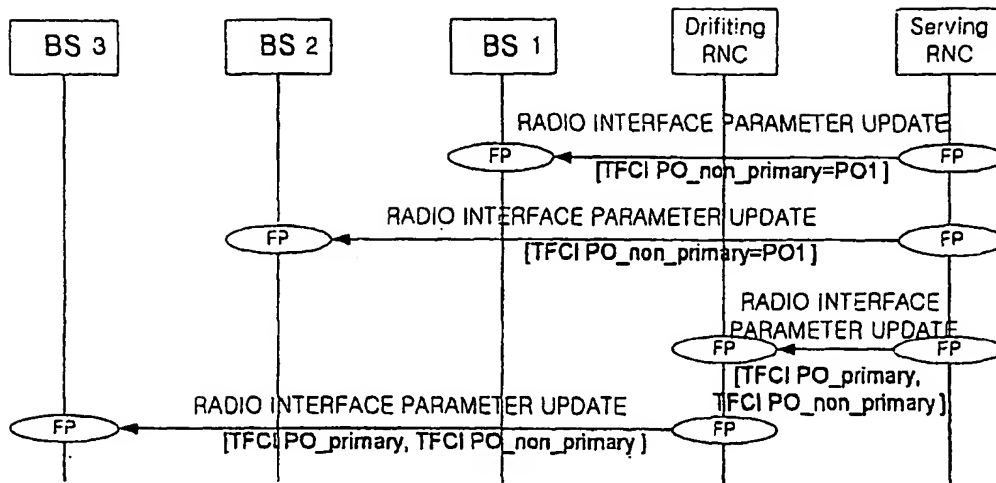 BS 3
BS 2
BS 1
Drifiting
RNC
Serving
RNC
RADIO INTERFACE PARAMETER UPDATE
FP
FP
[TFCI PO_non_primary=PO1]
RADIO INTERFACE PARAMETER UPDATE
FP
FP
[TFCI PO_non_primary=PO1]
RADIO INTERFACE
PARAMETER UPDATE
FP
FP
[TFCI PO_primary,
TFCI PO_non_primary]
RADIO INTERFACE PARAMETER UPDATE
FP
FP
[TFCI PO_primary, TFCI PO_non_primary]